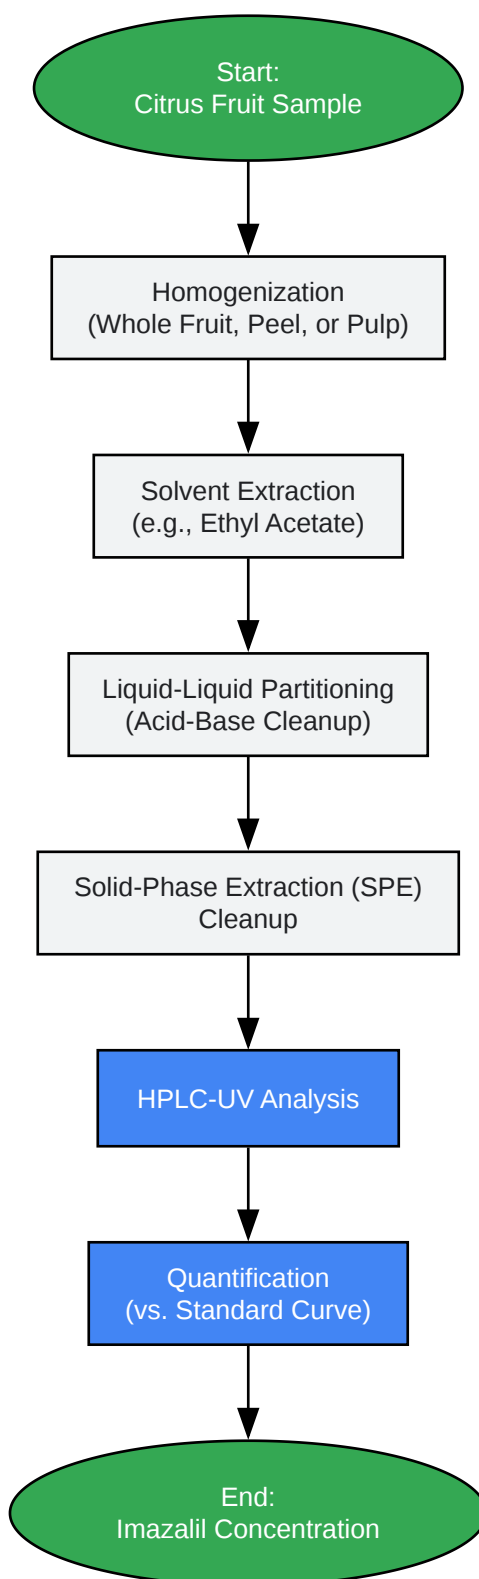 Start:
Citrus Fruit Sample
Homogenization
(Whole Fruit, Peel, or Pulp)
Solvent Extraction
(e.g., Ethyl Acetate)
Liquid-Liquid Partitioning
(Acid-Base Cleanup)
Solid-Phase Extraction (SPE)
Cleanup
HPLC-UV Analysis
Quantification
(vs. Standard Curve)
End:
Imazalil Concentration